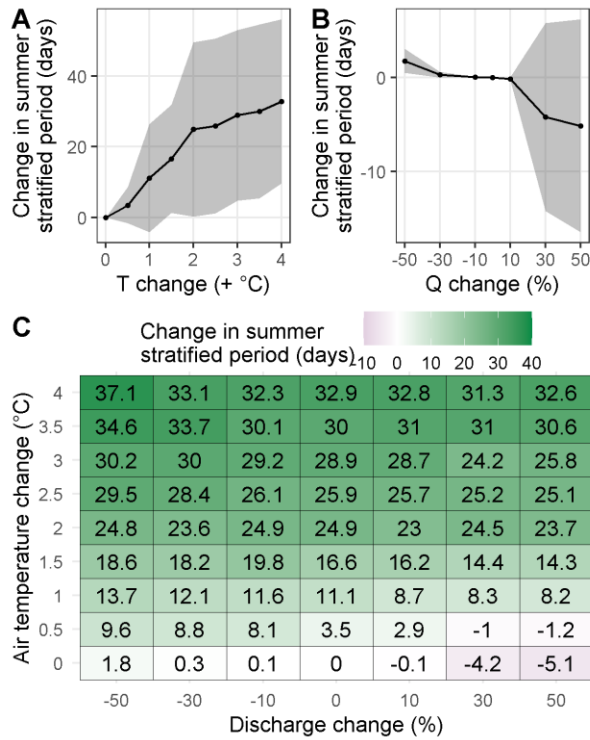 A
Change in summer
stratified period (days)
40
20
0
0 1 2 3 4
T change (+ °C)
B
Change in summer
stratified period (days)
0
-10
-50 -30 -10 10 30 50
Q change (%)
C
Change in summer
stratified period (days)
-10 0 10 20 30 40
Air temperature change (°C)
4 37.1 33.1 32.3 32.9 32.8 31.3 32.6
3.5 34.6 33.7 30.1 30 31 31 30.6
3 30.2 30 29.2 28.9 28.7 24.2 25.8
2.5 29.5 28.4 26.1 25.9 25.7 25.2 25.1
2 24.8 23.6 24.9 24.9 23 24.5 23.7
1.5 18.6 18.2 19.8 16.6 16.2 14.4 14.3
1 13.7 12.1 11.6 11.1 8.7 8.3 8.2
0.5 9.6 8.8 8.1 3.5 2.9 -1 -1.2
0 1.8 0.3 0.1 0 -0.1 -4.2 -5.1
-50 -30 -10 0 10 30 50
Discharge change (%)